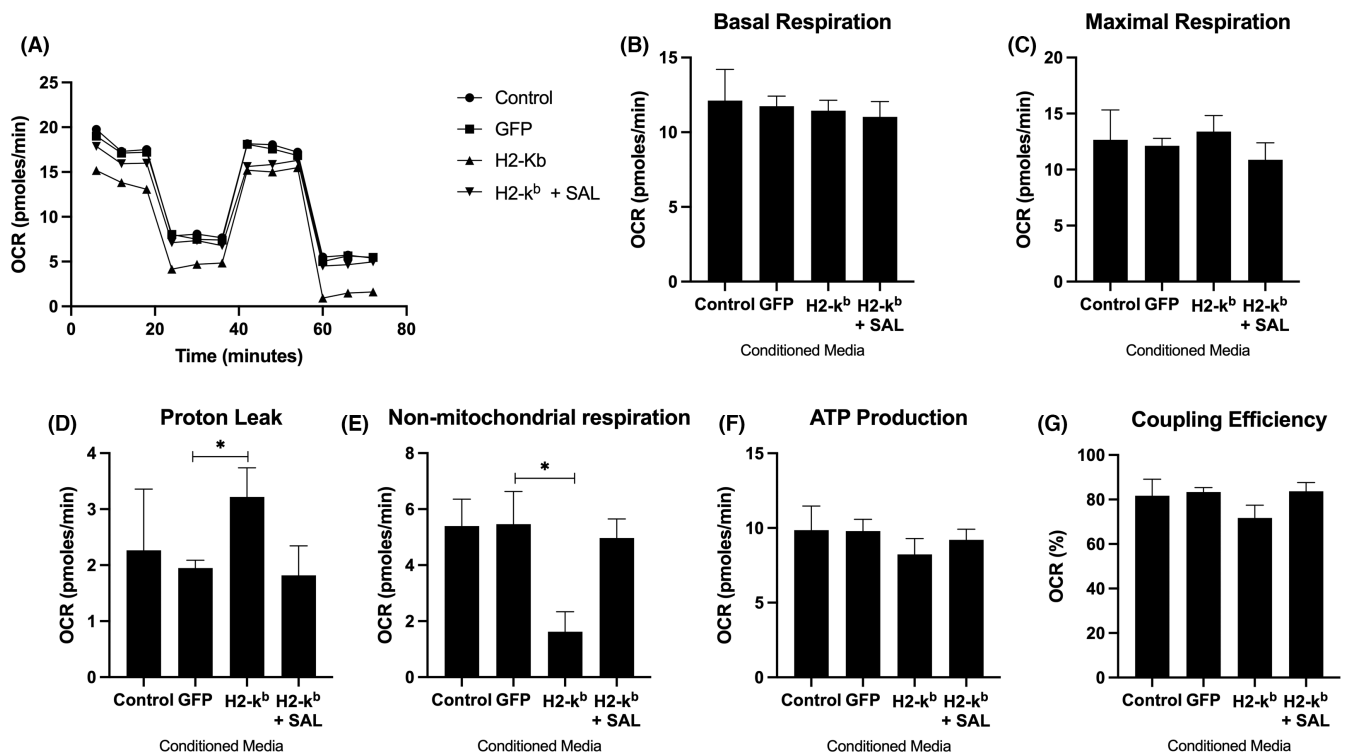 (A)
OCR (pmoles/min)
25
20
15
10
5
0
0 20 40 60 80
Time (minutes)
Control
GFP
H2-Kb
H2-kᵇ + SAL
(B)
Basal Respiration
OCR (pmoles/min)
15
10
5
0
Control GFP H2-kᵇ H2-kᵇ
+ SAL
Conditioned Media
(C)
Maximal Respiration
OCR (pmoles/min)
20
15
10
5
0
Control GFP H2-kᵇ H2-kᵇ
+ SAL
Conditioned Media
(D)
Proton Leak
*
OCR (pmoles/min)
4
3
2
1
0
Control GFP H2-kᵇ H2-kᵇ
+ SAL
Conditioned Media
(E)
Non-mitochondrial respiration
*
OCR (pmoles/min)
8
6
4
2
0
Control GFP H2-kᵇ H2-kᵇ
+ SAL
Conditioned Media
(F)
ATP Production
OCR (pmoles/min)
15
10
5
0
Control GFP H2-kᵇ H2-kᵇ
+ SAL
Conditioned Media
(G)
Coupling Efficiency
OCR (%)
100
80
60
40
20
0
Control GFP H2-kᵇ H2-kᵇ
+ SAL
Conditioned Media